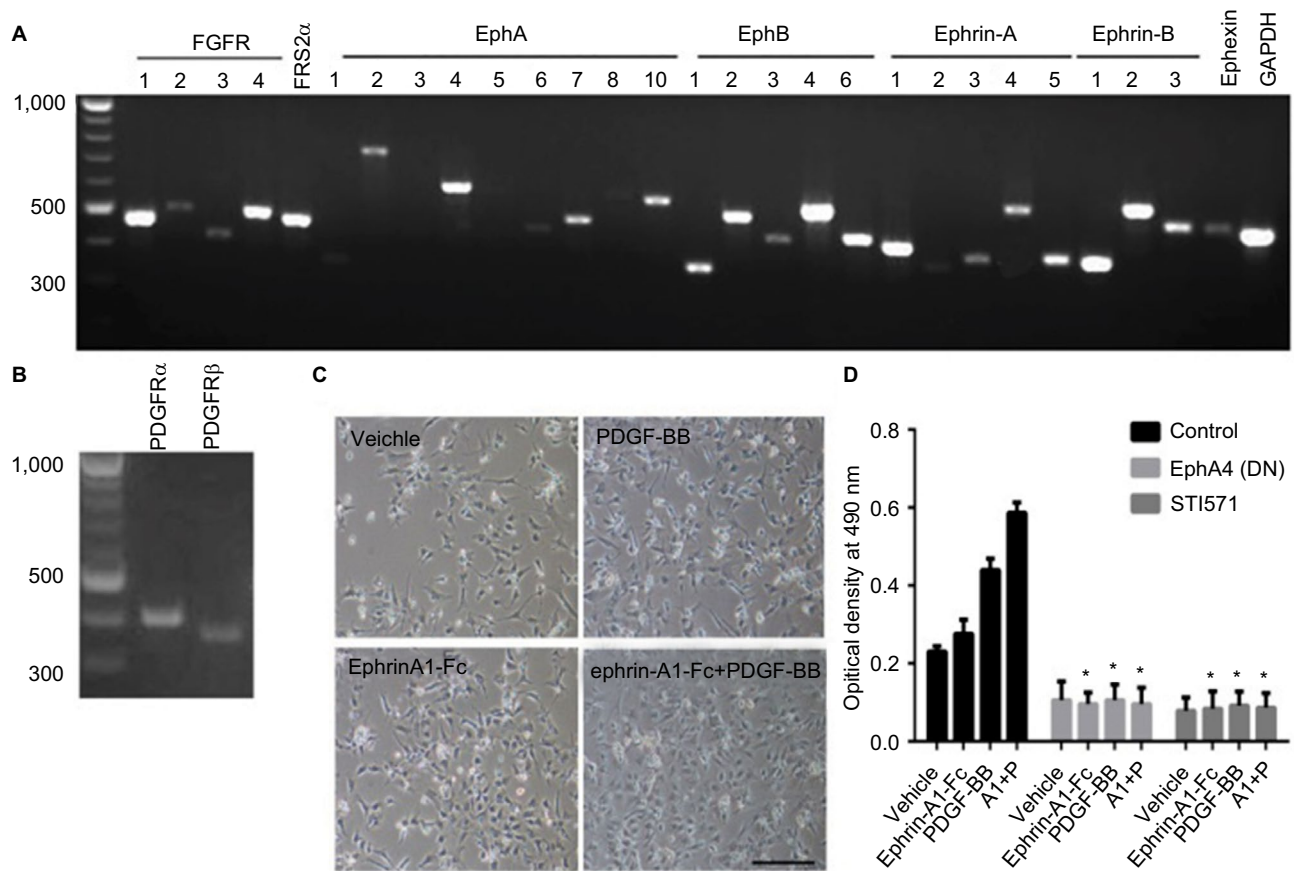 A
FGFR FRS2α EphA EphB Ephrin-A Ephrin-B Ephexin GAPDH
1 2 3 4 1 2 3 4 5 6 7 8 10 1 2 3 4 6 1 2 3 4 5 1 2 3
1,000
500
300
B
PDGFRα PDGFRβ
1,000
500
300
C
Veichle PDGF-BB
EphrinA1-Fc ephrin-A1-Fc+PDGF-BB
D
Opitical density at 490 nm
0.8
0.6
0.4
0.2
0.0
Control
EphA4 (DN)
STI571
* * * * * *
Vehicle Ephrin-A1-Fc PDGF-BB A1+P Vehicle Ephrin-A1-Fc PDGF-BB A1+P Vehicle Ephrin-A1-Fc PDGF-BB A1+P